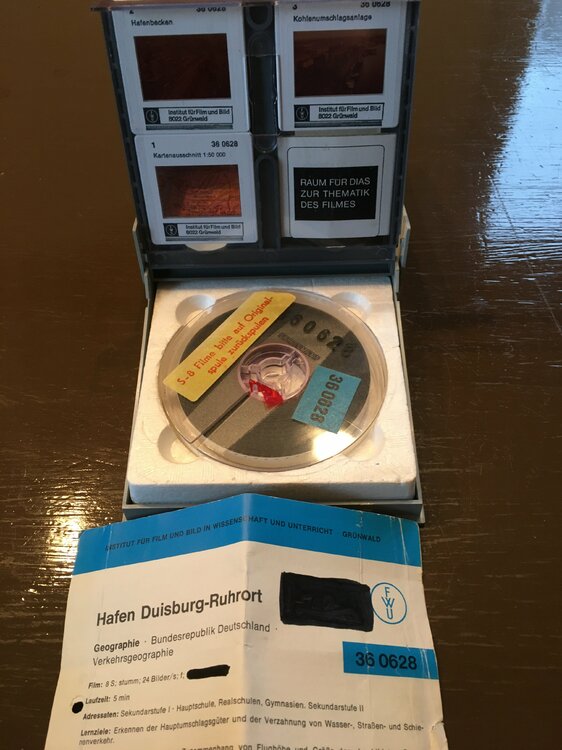 2 36 0628
Hafenbecken
Institut für Film und Bild
8022 Grünwald
3 36 0628
Kohlenumschlagsanlage
Institut für Film und Bild
8022 Grünwald
1 36 0628
Kartenausschnitt 1:50 000
Institut für Film und Bild
8022 Grünwald
RAUM FÜR DIAS
ZUR THEMATIK
DES FILMES
S-8 Filme bitte auf Original-
spule zurückspulen
360628
36 0628
INSTITUT FÜR FILM UND BILD IN WISSENSCHAFT UND UNTERRICHT GRÜNWALD
Hafen Duisburg-Ruhrort
FWU
Geographie · Bundesrepublik Deutschland ·
Verkehrsgeographie
36 0628
Film: 8 S; stumm; 24 Bilder/s; f;
Laufzeit: 5 min
Adressaten: Sekundarstufe I - Hauptschule, Realschulen, Gymnasien. Sekundarstufe II
Lernziele: Erkennen der Hauptumschlagsgüter und der Verzahnung von Wasser-, Straßen- und Schie-
nenverkehr.